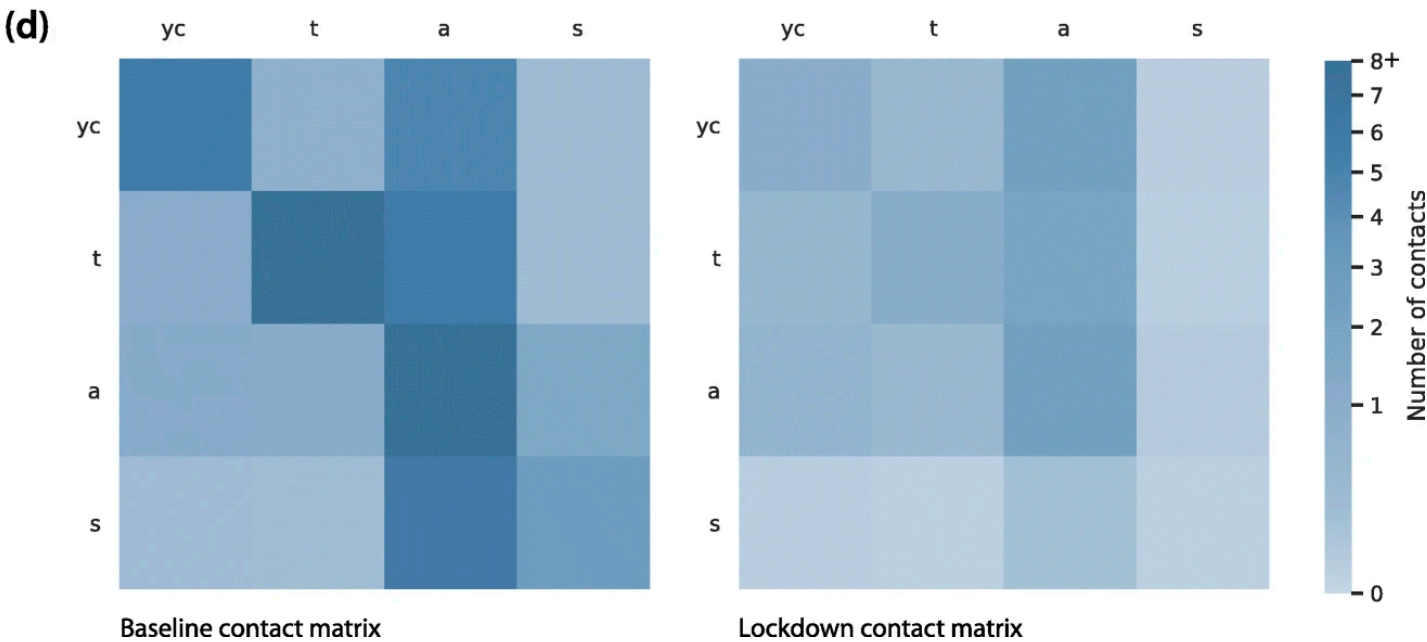 (d)
yc t a s
yc t a s
yc
t
a
s
yc
t
a
s
8+
7
6
5
4
3
2
1
0
Number of contacts
Baseline contact matrix
Lockdown contact matrix